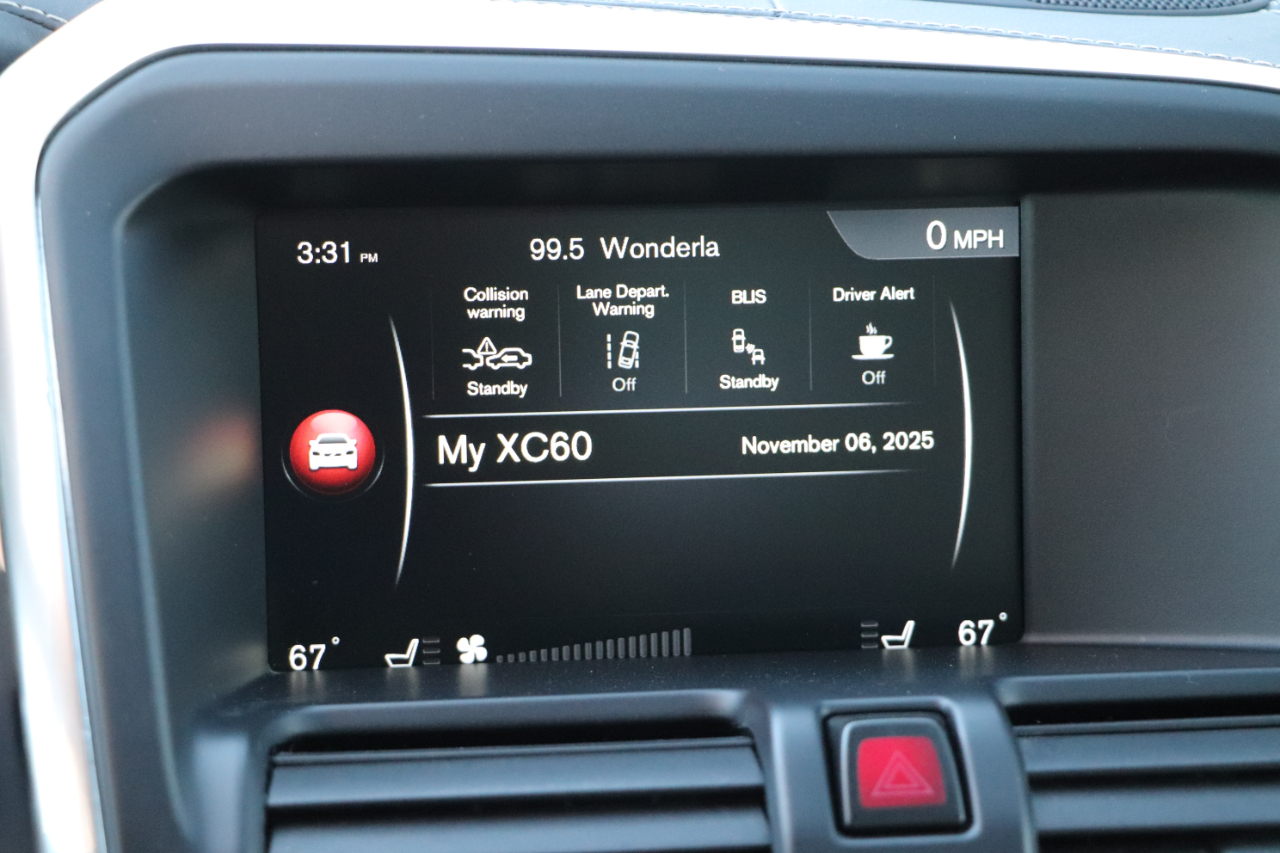 3:31 PM
99.5 Wonderla
0 MPH
Collision warning
Lane Depart. Warning
BLIS
Driver Alert
Standby
Off
Standby
Off
My XC60
November 06, 2025
67°
67°